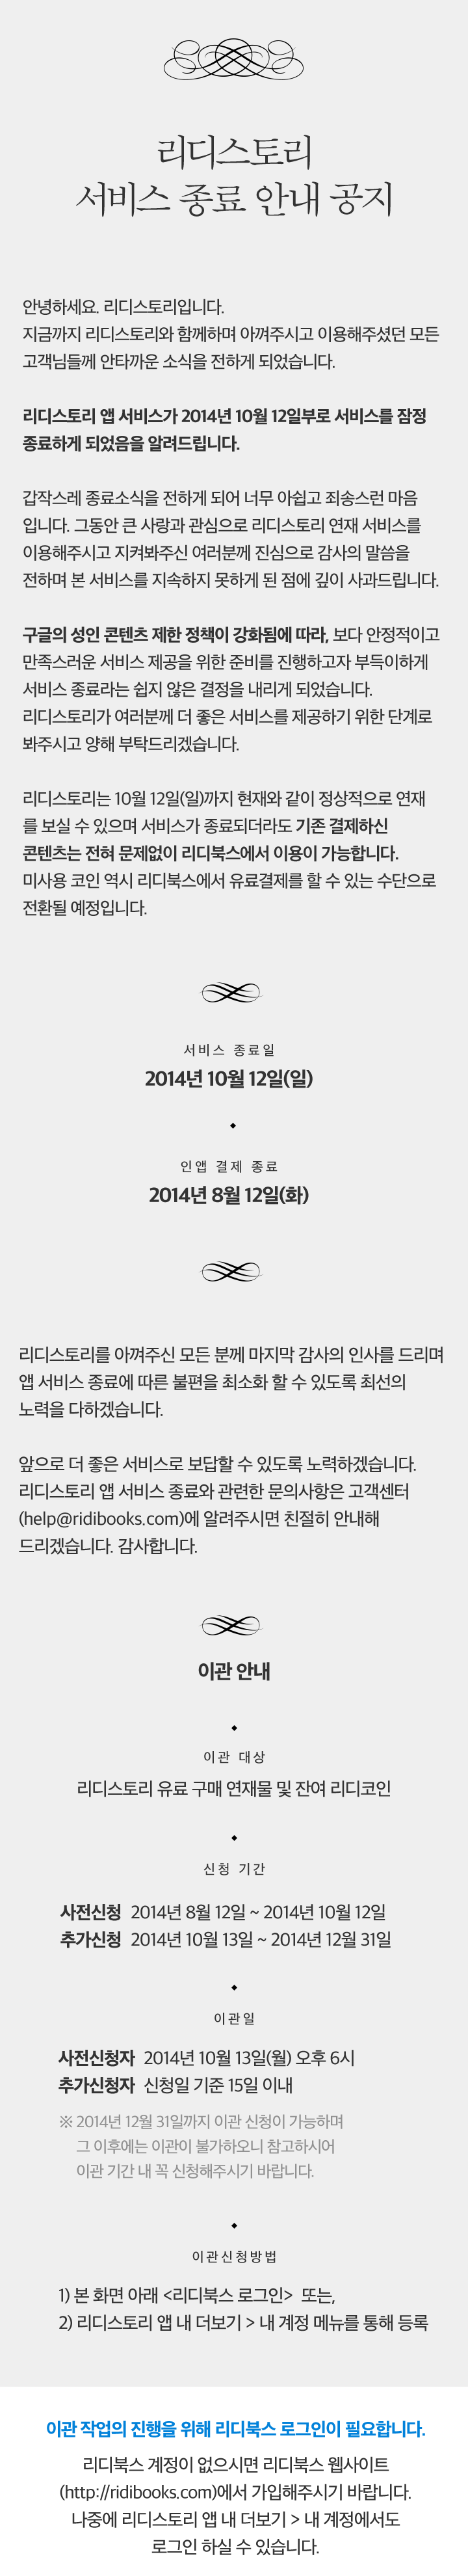 리디스토리
서비스 종료 안내 공지
안녕하세요. 리디스토리입니다.
지금까지 리디스토리와 함께하며 아껴주시고 이용해주셨던 모든
고객님들께 안타까운 소식을 전하게 되었습니다.
리디스토리 앱 서비스가 2014년 10월 12일부로 서비스를 잠정
종료하게 되었음을 알려드립니다.
갑작스레 종료소식을 전하게 되어 너무 아쉽고 죄송스런 마음
입니다. 그동안 큰 사랑과 관심으로 리디스토리 연재 서비스를
이용해주시고 지켜봐주신 여러분께 진심으로 감사의 말씀을
전하며 본 서비스를 지속하지 못하게 된 점에 깊이 사과드립니다.
구글의 성인 콘텐츠 제한 정책이 강화됨에 따라, 보다 안정적이고
만족스러운 서비스 제공을 위한 준비를 진행하고자 부득이하게
서비스 종료라는 쉽지 않은 결정을 내리게 되었습니다.
리디스토리가 여러분께 더 좋은 서비스를 제공하기 위한 단계로
봐주시고 양해 부탁드리겠습니다.
리디스토리는 10월 12일(일)까지 현재와 같이 정상적으로 연재
를 보실 수 있으며 서비스가 종료되더라도 기존 결제하신
콘텐츠는 전혀 문제없이 리디북스에서 이용이 가능합니다.
미사용 코인 역시 리디북스에서 유료결제를 할 수 있는 수단으로
전환될 예정입니다.
서비스 종료일
2014년 10월 12일(일)
인앱 결제 종료
2014년 8월 12일(화)
리디스토리를 아껴주신 모든 분께 마지막 감사의 인사를 드리며
앱 서비스 종료에 따른 불편을 최소화 할 수 있도록 최선의
노력을 다하겠습니다.
앞으로 더 좋은 서비스로 보답할 수 있도록 노력하겠습니다.
리디스토리 앱 서비스 종료와 관련한 문의사항은 고객센터
(help@ridibooks.com)에 알려주시면 친절히 안내해
드리겠습니다. 감사합니다.
이관 안내
이관 대상
리디스토리 유료 구매 연재물 및 잔여 리디코인
신청 기간
사전신청 2014년 8월 12일 ~ 2014년 10월 12일
추가신청 2014년 10월 13일 ~ 2014년 12월 31일
이관일
사전신청자 2014년 10월 13일(월) 오후 6시
추가신청자 신청일 기준 15일 이내
※ 2014년 12월 31일까지 이관 신청이 가능하며
그 이후에는 이관이 불가하오니 참고하시어
이관 기간 내 꼭 신청해주시기 바랍니다.
이관신청방법
1) 본 화면 아래 <리디북스 로그인> 또는,
2) 리디스토리 앱 내 더보기 > 내 계정 메뉴를 통해 등록
이관 작업의 진행을 위해 리디북스 로그인이 필요합니다.
리디북스 계정이 없으시면 리디북스 웹사이트
(http://ridibooks.com)에서 가입해주시기 바랍니다.
나중에 리디스토리 앱 내 더보기 > 내 계정에서도
로그인 하실 수 있습니다.